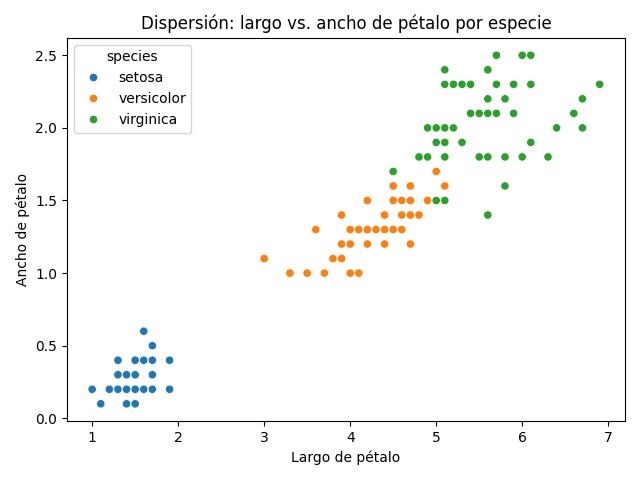 Dispersión: largo vs. ancho de pétalo por especie
species
setosa
versicolor
virginica
Ancho de pétalo
2.5
2.0
1.5
1.0
0.5
0.0
1 2 3 4 5 6 7
Largo de pétalo